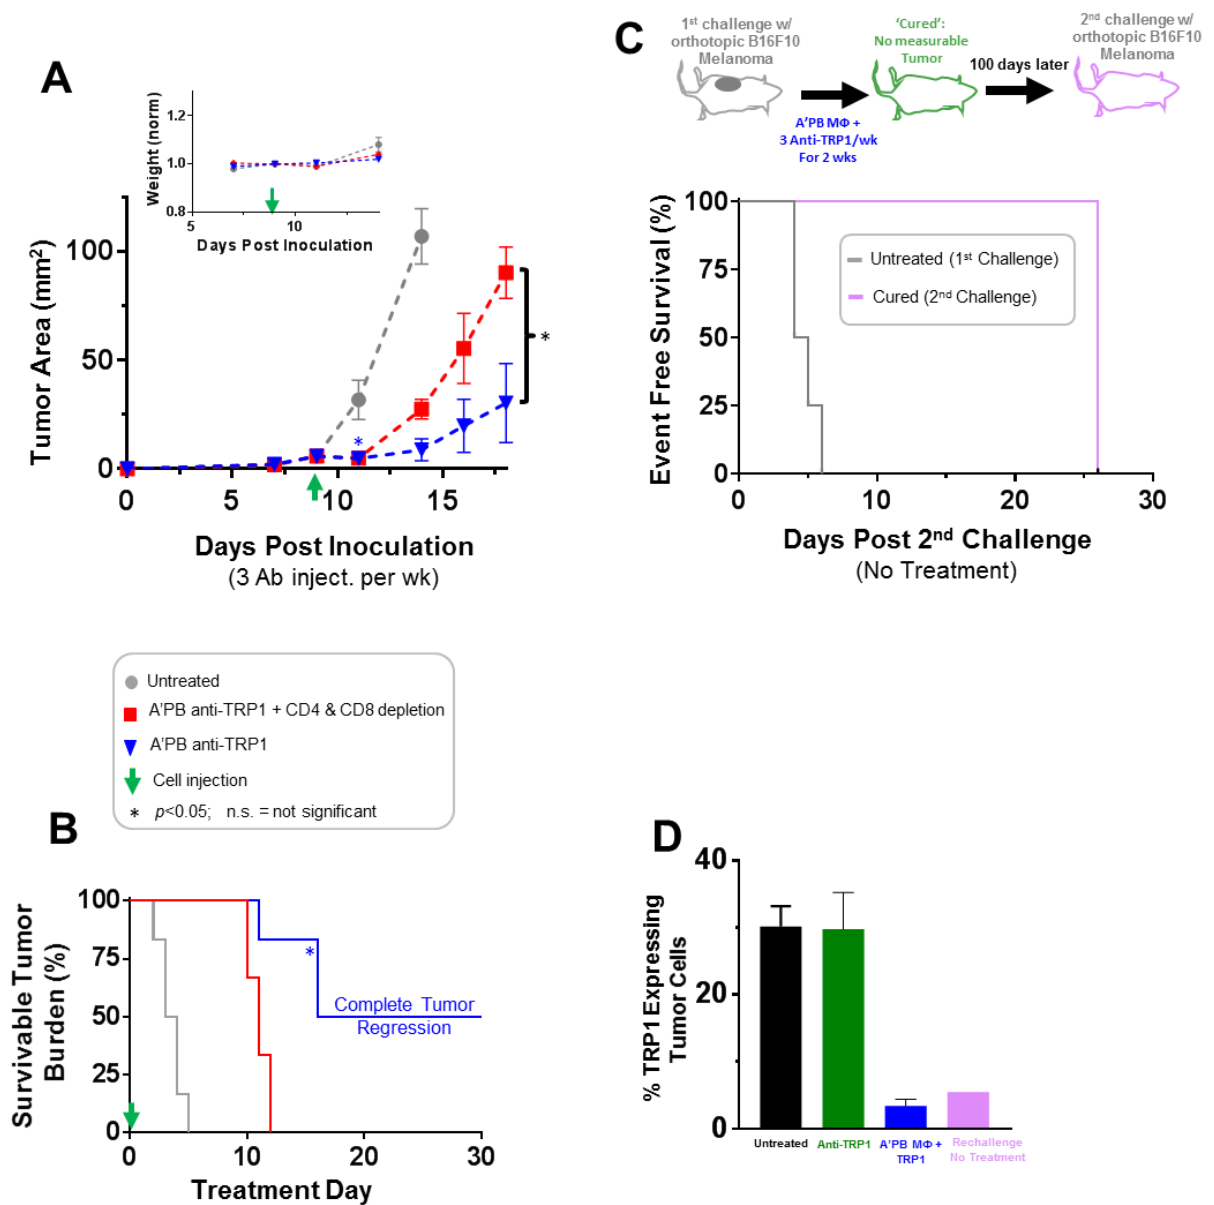 A
1.2
1.0
0.8
Weight (norm)
5
10
Days Post Inoculation
100
50
0
Tumor Area (mm²)
*
*
0
5
10
15
Days Post Inoculation
(3 Ab inject. per wk)
Untreated
A'PB anti-TRP1 + CD4 & CD8 depletion
A'PB anti-TRP1
Cell injection
* p<0.05; n.s. = not significant
B
100
75
50
25
0
Survivable Tumor
Burden (%)
*
Complete Tumor
Regression
0
10
20
30
Treatment Day
C
1st challenge w/
orthotopic B16F10
Melanoma
'Cured':
No measurable
Tumor
2nd challenge w/
orthotopic B16F10
Melanoma
100 days later
A'PB MΦ +
3 Anti-TRP1/wk
For 2 wks
100
75
50
25
0
Event Free Survival (%)
Untreated (1st Challenge)
Cured (2nd Challenge)
0
10
20
30
Days Post 2nd Challenge
(No Treatment)
D
40
20
0
% TRP1 Expressing
Tumor Cells
Untreated
Anti-TRP1
A'PB MΦ +
TRP1
Rechallenge
No Treatment